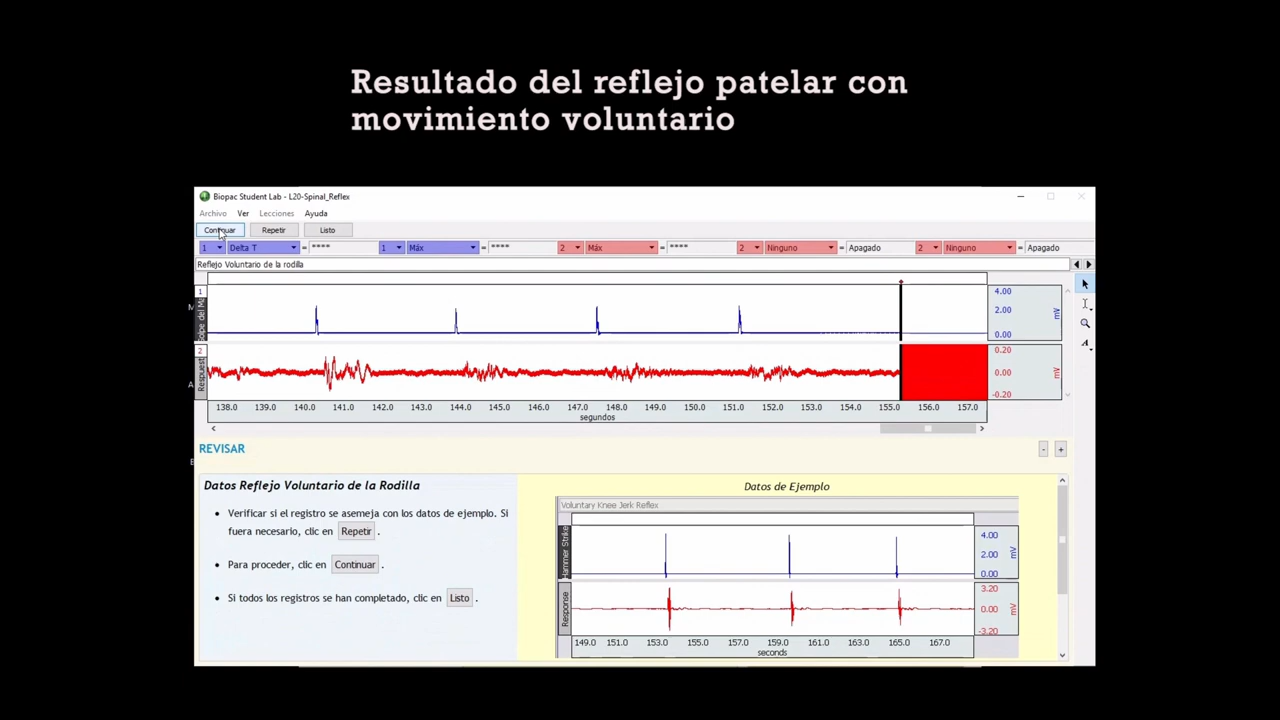 Resultado del reflejo patelar con
movimiento voluntario
Biopac Student Lab - L20-Spinal_Reflex
Archivo Ver Lecciones Ayuda
Continuar Repetir Listo
1 Delta T = **** 1 Máx = **** 2 Máx = **** 2 Ninguno = Apagado 2 Ninguno = Apagado
Reflejo Voluntario de la rodilla
1
4.00
2.00
0.00
mV
2
0.20
0.00
-0.20
mV
138.0 139.0 140.0 141.0 142.0 143.0 144.0 145.0 146.0 147.0 148.0 149.0 150.0 151.0 152.0 153.0 154.0 155.0 156.0 157.0
segundos
REVISAR
- +
Datos Reflejo Voluntario de la Rodilla
• Verificar si el registro se asemeja con los datos de ejemplo. Si
fuera necesario, clic en Repetir .
• Para proceder, clic en Continuar .
• Si todos los registros se han completado, clic en Listo .
Datos de Ejemplo
Voluntary Knee Jerk Reflex
Hammer Strike
4.00
2.00
0.00
mV
Response
3.20
0.00
-3.20
mV
149.0 151.0 153.0 155.0 157.0 159.0 161.0 163.0 165.0 167.0
seconds